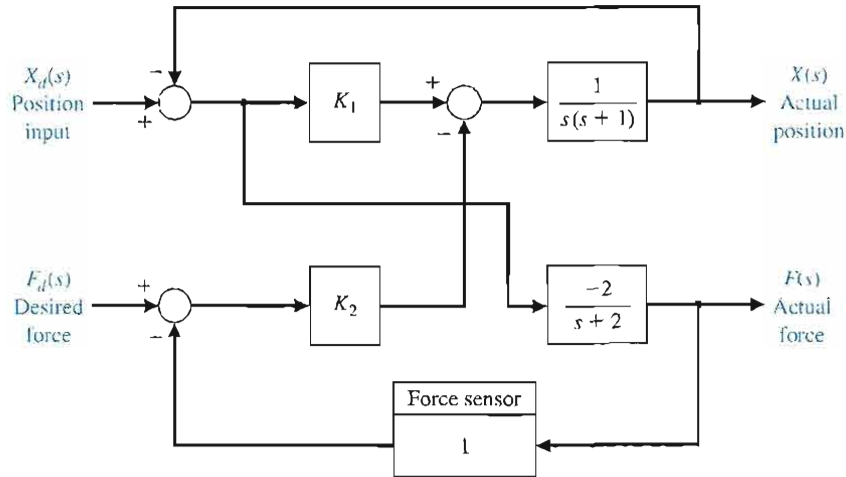 X_d(s)
Position
input
−
+
K_1
+
−
1
s(s + 1)
X(s)
Actual
position
F_d(s)
Desired
force
+
−
K_2
−2
s + 2
F(s)
Actual
force
Force sensor
1